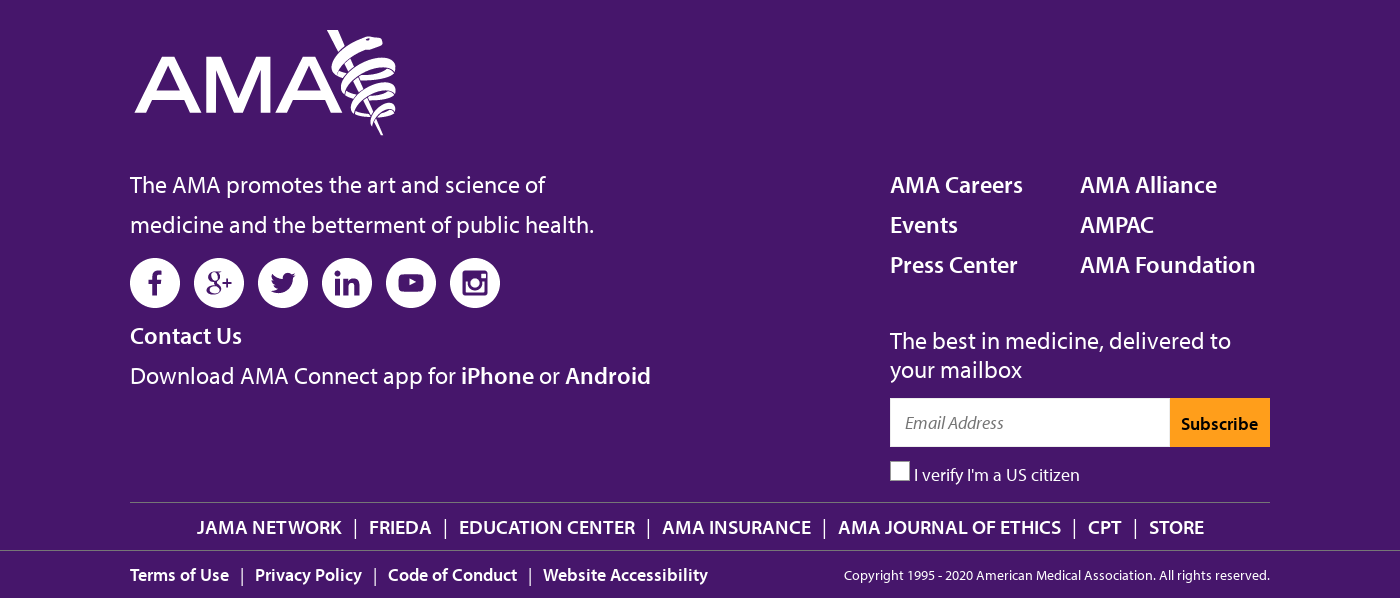 AMA
The AMA promotes the art and science of
medicine and the betterment of public health.
Contact Us
Download AMA Connect app for iPhone or Android
AMA Careers
Events
Press Center
AMA Alliance
AMPAC
AMA Foundation
The best in medicine, delivered to
your mailbox
Email Address
Subscribe
I verify I'm a US citizen
JAMA NETWORK | FRIEDA | EDUCATION CENTER | AMA INSURANCE | AMA JOURNAL OF ETHICS | CPT | STORE
Terms of Use | Privacy Policy | Code of Conduct | Website Accessibility
Copyright 1995 - 2020 American Medical Association. All rights reserved.